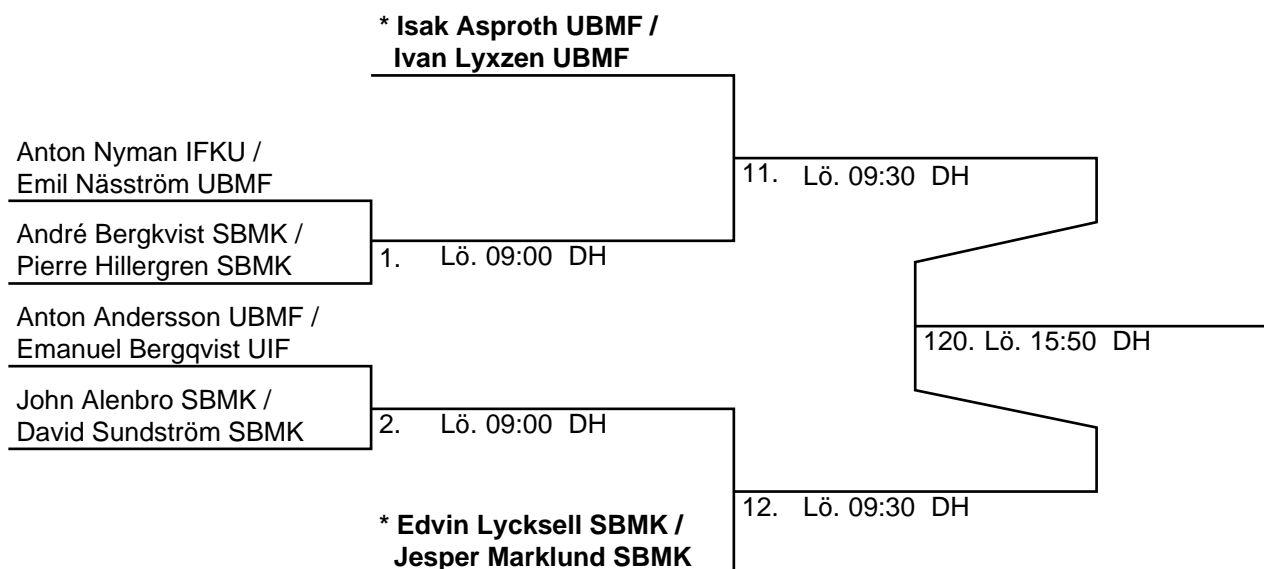 * Isak Asproth UBMF /
Ivan Lyxzen UBMF
Anton Nyman IFKU /
Emil Näsström UBMF
11. Lö. 09:30 DH
André Bergkvist SBMK /
Pierre Hillergren SBMK
1. Lö. 09:00 DH
Anton Andersson UBMF /
Emanuel Bergqvist UIF
120. Lö. 15:50 DH
John Alenbro SBMK /
David Sundström SBMK
2. Lö. 09:00 DH
12. Lö. 09:30 DH
* Edvin Lycksell SBMK /
Jesper Marklund SBMK